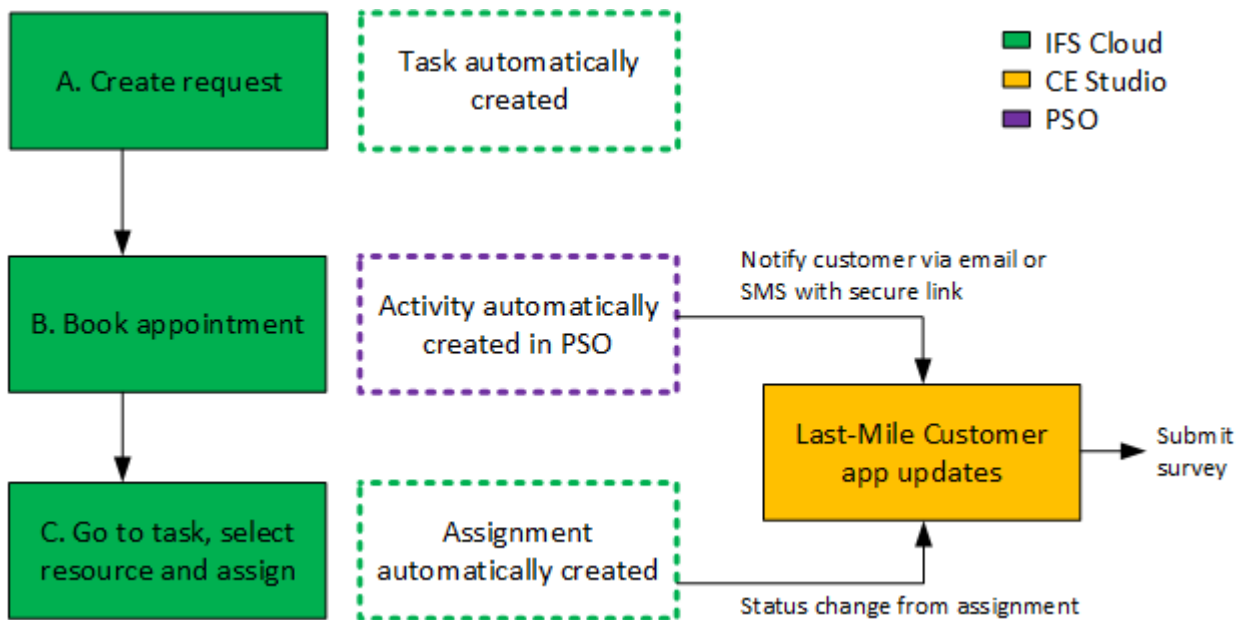 A. Create request
Task automatically
created
IFS Cloud
CE Studio
PSO
B. Book appointment
Activity automatically
created in PSO
Notify customer via email or
SMS with secure link
Last-Mile Customer
app updates
Submit
survey
C. Go to task, select
resource and assign
Assignment
automatically created
Status change from assignment